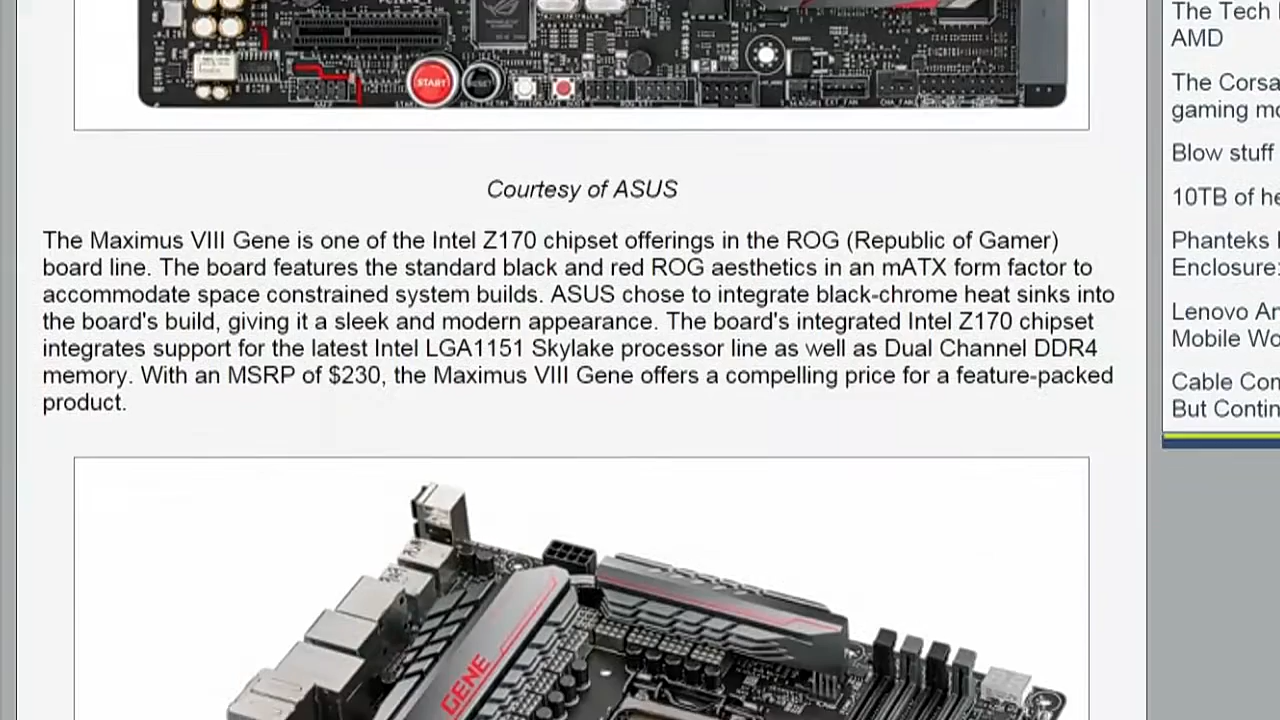 START
The Tech
AMD
The Corsa
gaming mo
Blow stuff
10TB of he
Phanteks
Enclosure:
Lenovo An
Mobile Wo
Cable Con
But Contin
Courtesy of ASUS
The Maximus VIII Gene is one of the Intel Z170 chipset offerings in the ROG (Republic of Gamer)
board line. The board features the standard black and red ROG aesthetics in an mATX form factor to
accommodate space constrained system builds. ASUS chose to integrate black-chrome heat sinks into
the board's build, giving it a sleek and modern appearance. The board's integrated Intel Z170 chipset
integrates support for the latest Intel LGA1151 Skylake processor line as well as Dual Channel DDR4
memory. With an MSRP of $230, the Maximus VIII Gene offers a compelling price for a feature-packed
product.
GENE